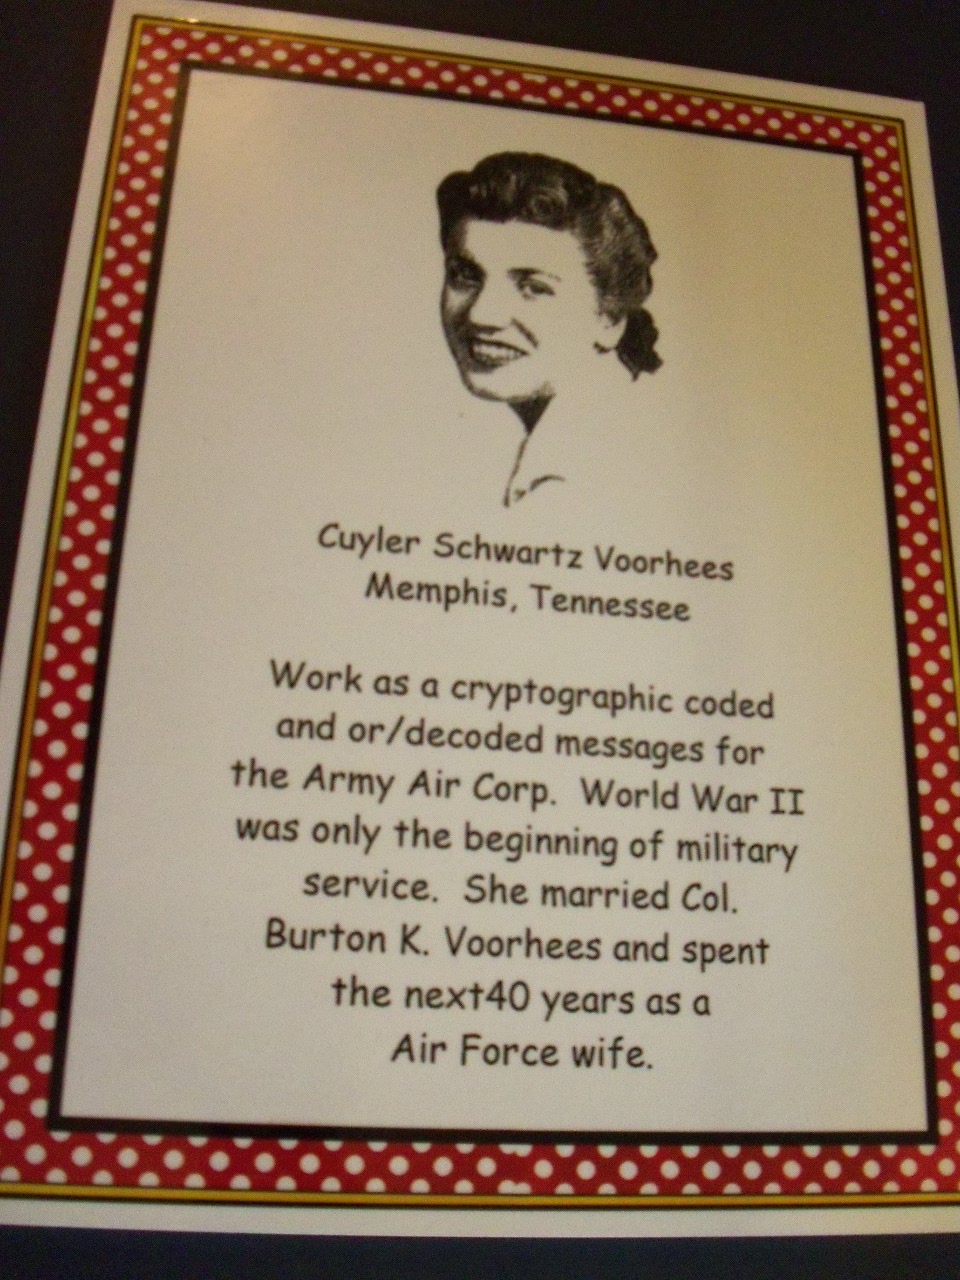 Cuyler Schwartz Voorhees
Memphis, Tennessee
Work as a cryptographic coded
and or/decoded messages for
the Army Air Corp. World War II
was only the beginning of military
service. She married Col.
Burton K. Voorhees and spent
the next40 years as a
Air Force wife.